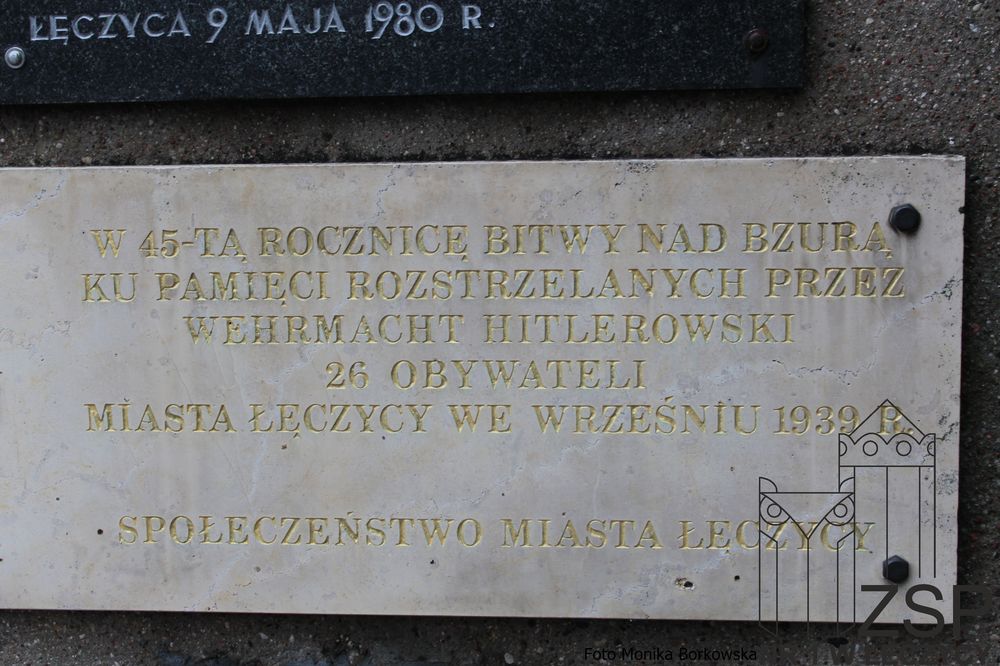 ŁĘCZYCA 9 MAJA 1980 R.
W 45-TĄ ROCZNICĘ BITWY NAD BZURĄ
KU PAMIĘCI ROZSTRZELANYCH PRZEZ
WEHRMACHT HITLEROWSKI
26 OBYWATELI
MIASTA ŁĘCZYCY WE WRZEŚNIU 1939 R.
SPOŁECZEŃSTWO MIASTA ŁĘCZYCY
ZSP
Foto Monika Borkowska